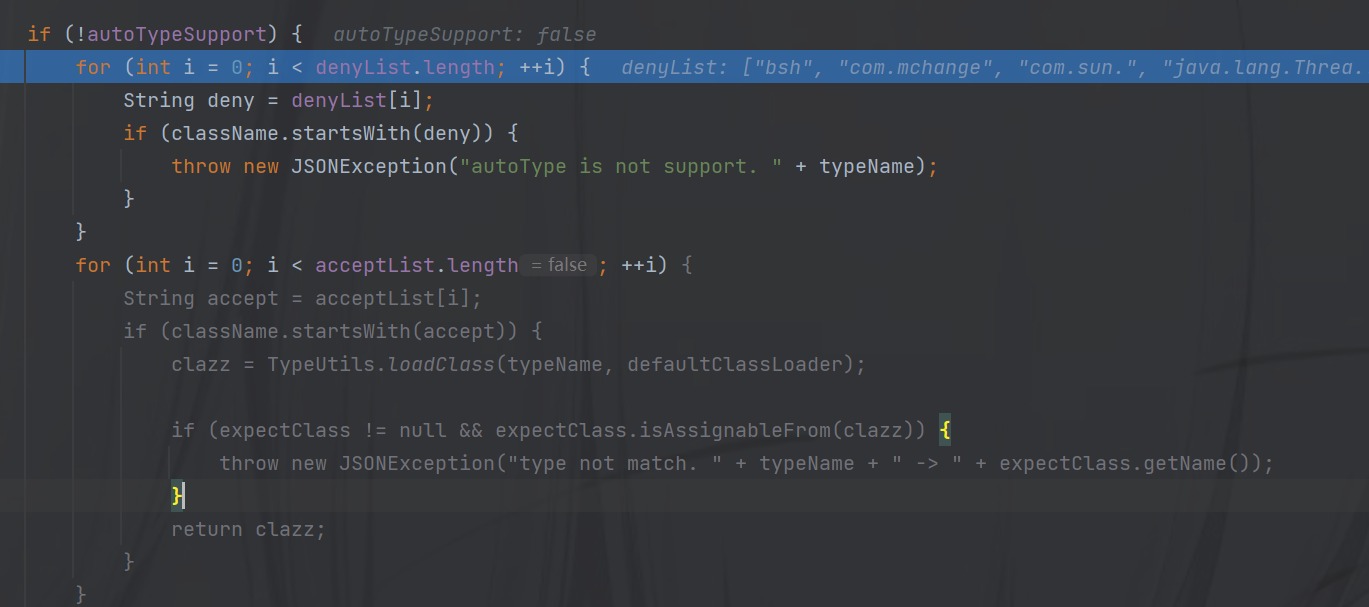 if (!autoTypeSupport) {  autoTypeSupport: false
    for (int i = 0; i < denyList.length; ++i) {  denyList: ["bsh", "com.mchange", "com.sun.", "java.lang.Threa.
        String deny = denyList[i];
        if (className.startsWith(deny)) {
            throw new JSONException("autoType is not support. " + typeName);
        }
    }
    for (int i = 0; i < acceptList.length = false ; ++i) {
        String accept = acceptList[i];
        if (className.startsWith(accept)) {
            clazz = TypeUtils.loadClass(typeName, defaultClassLoader);

            if (expectClass != null && expectClass.isAssignableFrom(clazz)) {
                throw new JSONException("type not match. " + typeName + " -> " + expectClass.getName());
            }
            return clazz;
        }
    }